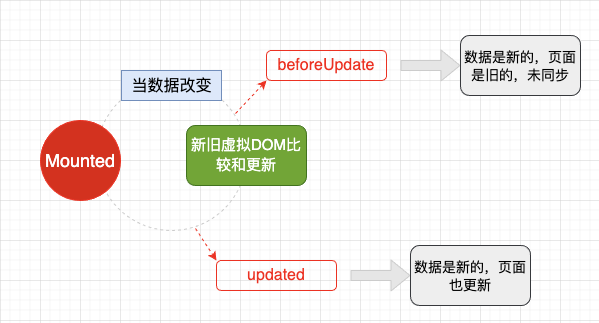 beforeUpdate
数据是新的，页面
是旧的，未同步
当数据改变
Mounted
新旧虚拟DOM比
较和更新
updated
数据是新的，页面
也更新